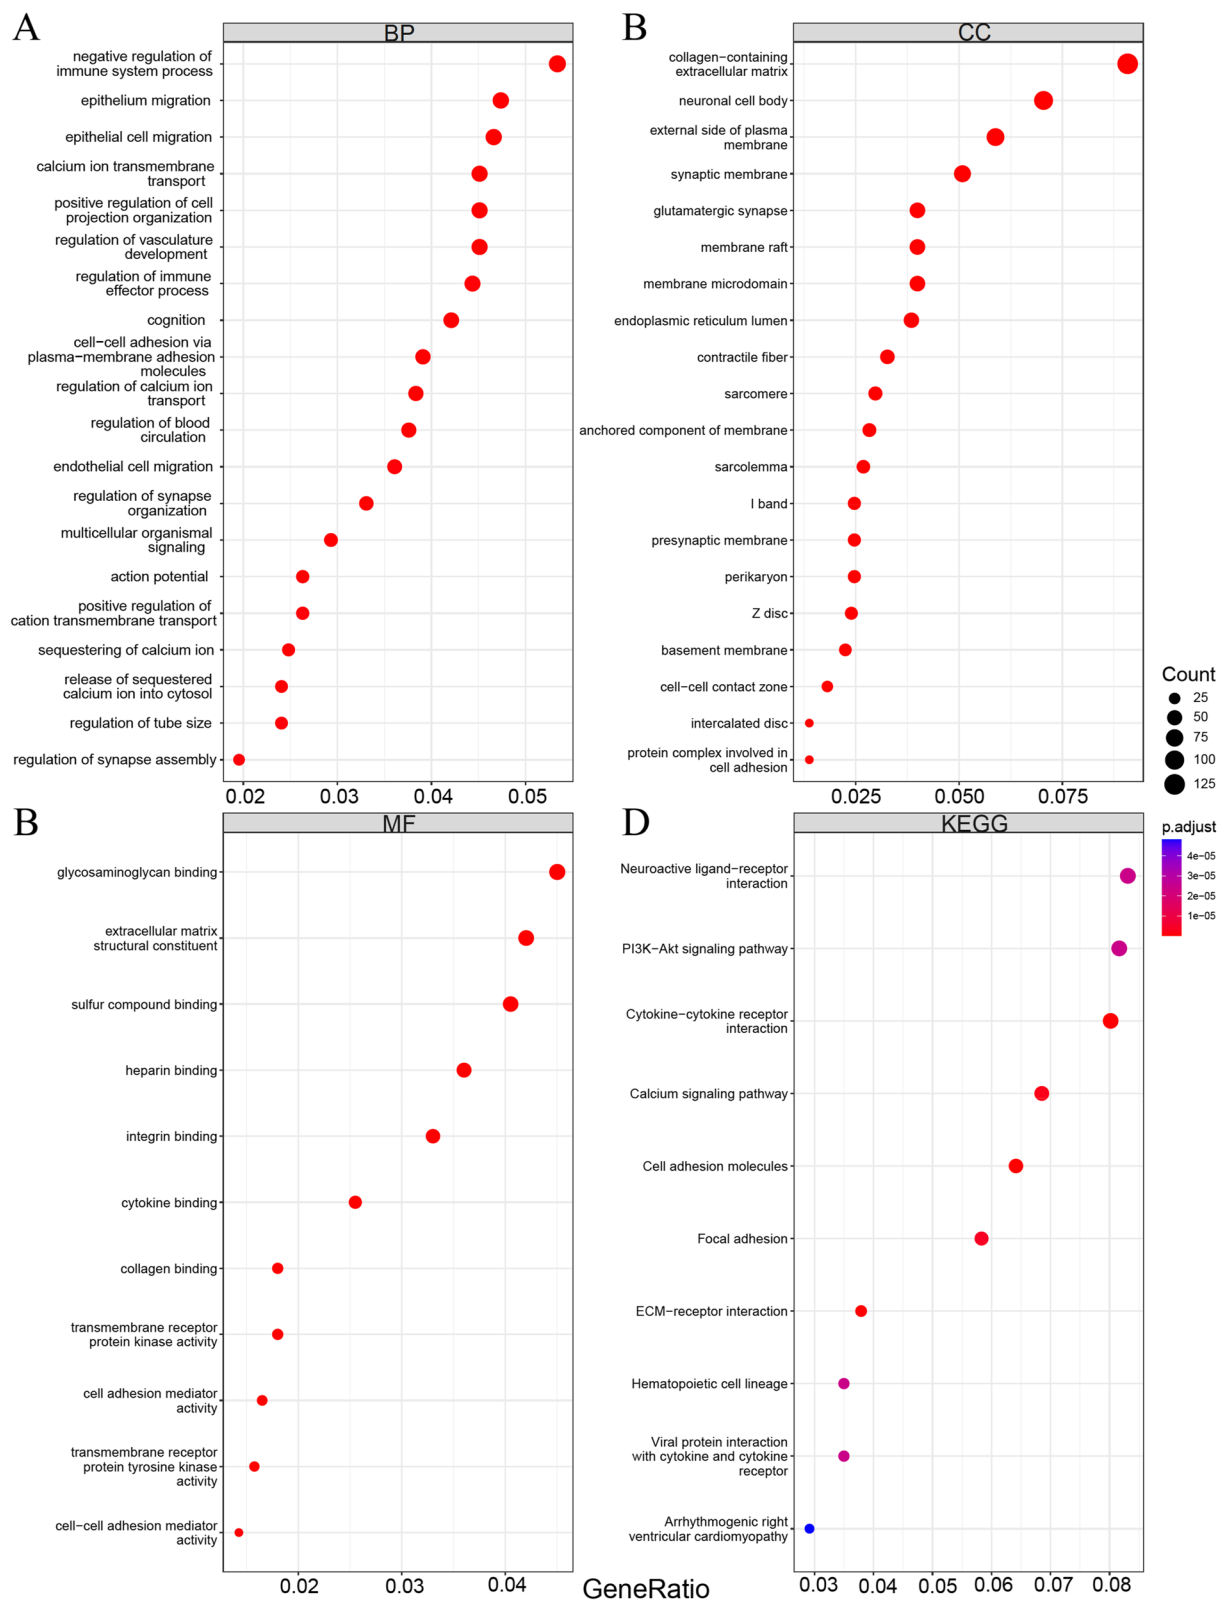 A
BP
negative regulation of
immune system process
epithelium migration
epithelial cell migration
calcium ion transmembrane
transport
positive regulation of cell
projection organization
regulation of vasculature
development
regulation of immune
effector process
cognition
cell−cell adhesion via
plasma−membrane adhesion
molecules
regulation of calcium ion
transport
regulation of blood
circulation
endothelial cell migration
regulation of synapse
organization
multicellular organismal
signaling
action potential
positive regulation of
cation transmembrane transport
sequestering of calcium ion
release of sequestered
calcium ion into cytosol
regulation of tube size
regulation of synapse assembly
0.02 0.03 0.04 0.05
B
CC
collagen−containing
extracellular matrix
neuronal cell body
external side of plasma
membrane
synaptic membrane
glutamatergic synapse
membrane raft
membrane microdomain
endoplasmic reticulum lumen
contractile fiber
sarcomere
anchored component of membrane
sarcolemma
I band
presynaptic membrane
perikaryon
Z disc
basement membrane
cell−cell contact zone
intercalated disc
protein complex involved in
cell adhesion
0.025 0.050 0.075
Count
25
50
75
100
125
p.adjust
4e−05
3e−05
2e−05
1e−05
B
MF
glycosaminoglycan binding
extracellular matrix
structural constituent
sulfur compound binding
heparin binding
integrin binding
cytokine binding
collagen binding
transmembrane receptor
protein kinase activity
cell adhesion mediator
activity
transmembrane receptor
protein tyrosine kinase
activity
cell−cell adhesion mediator
activity
0.02 0.03 0.04
D
KEGG
Neuroactive ligand−receptor
interaction
PI3K−Akt signaling pathway
Cytokine−cytokine receptor
interaction
Calcium signaling pathway
Cell adhesion molecules
Focal adhesion
ECM−receptor interaction
Hematopoietic cell lineage
Viral protein interaction
with cytokine and cytokine
receptor
Arrhythmogenic right
ventricular cardiomyopathy
0.03 0.04 0.05 0.06 0.07 0.08
GeneRatio